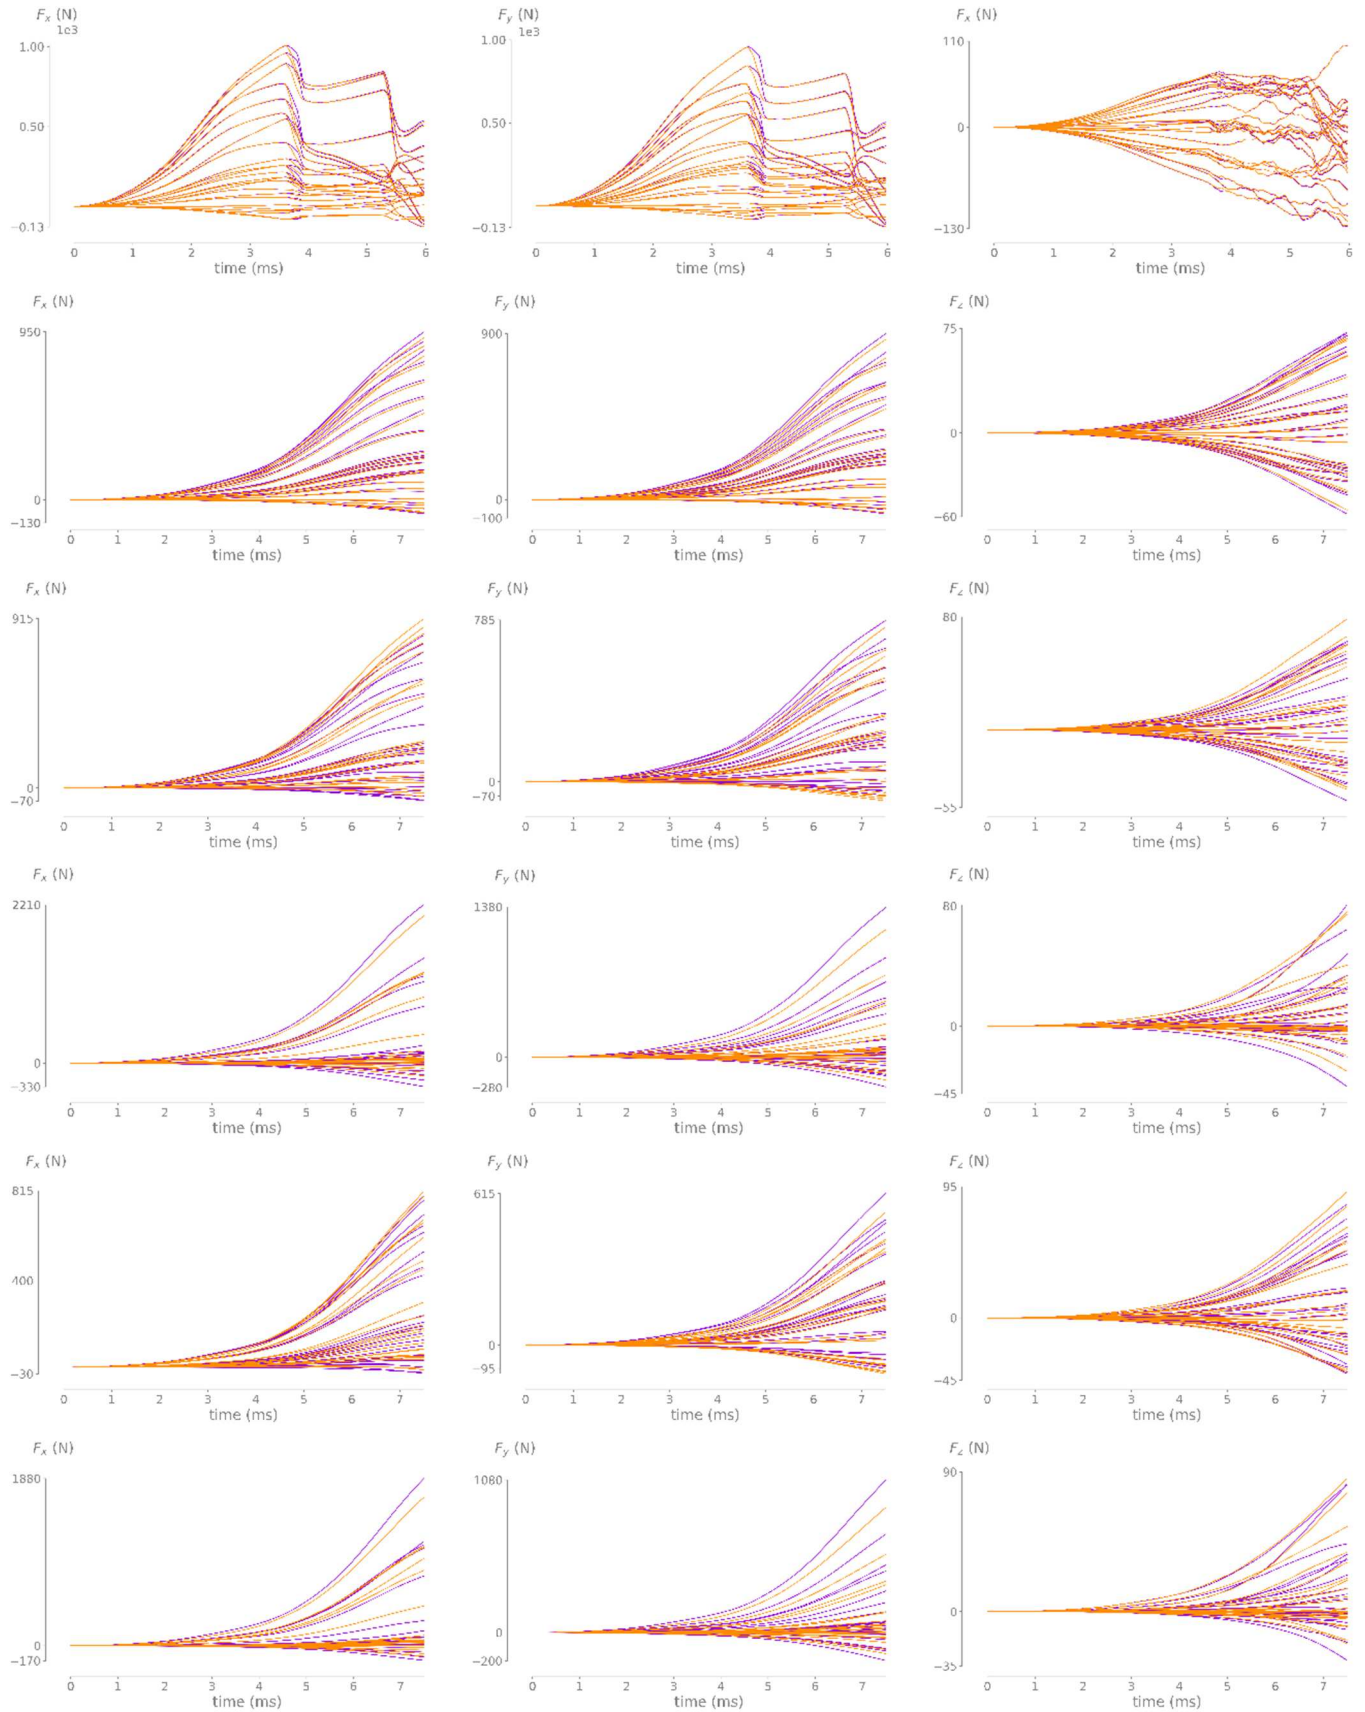 Fx (N) Fy (N) Fx (N)
1e3 1e3
1.00 1.00 110
0.50 0.50 0
−0.13 −0.13 −130
0 1 2 3 4 5 6 0 1 2 3 4 5 6 0 1 2 3 4 5 6
time (ms) time (ms) time (ms)
Fx (N) Fy (N) Fz (N)
950 900 75
0 0 0
−130 −100 −60
0 1 2 3 4 5 6 7 0 1 2 3 4 5 6 7 0 1 2 3 4 5 6 7
time (ms) time (ms) time (ms)
Fx (N) Fy (N) Fz (N)
915 785 80
0 0
−70 −70 −55
0 1 2 3 4 5 6 7 0 1 2 3 4 5 6 7 0 1 2 3 4 5 6 7
time (ms) time (ms) time (ms)
Fx (N) Fy (N) Fz (N)
2210 1380 80
0 0 0
−330 −280 −45
0 1 2 3 4 5 6 7 0 1 2 3 4 5 6 7 0 1 2 3 4 5 6 7
time (ms) time (ms) time (ms)
Fx (N) Fy (N) Fz (N)
815 615 95
400 0 0
−30 −95 −45
0 1 2 3 4 5 6 7 0 1 2 3 4 5 6 7 0 1 2 3 4 5 6 7
time (ms) time (ms) time (ms)
Fx (N) Fy (N) Fz (N)
1880 1080 90
0 0 0
−170 −200 −35
0 1 2 3 4 5 6 7 0 1 2 3 4 5 6 7 0 1 2 3 4 5 6 7
time (ms) time (ms) time (ms)